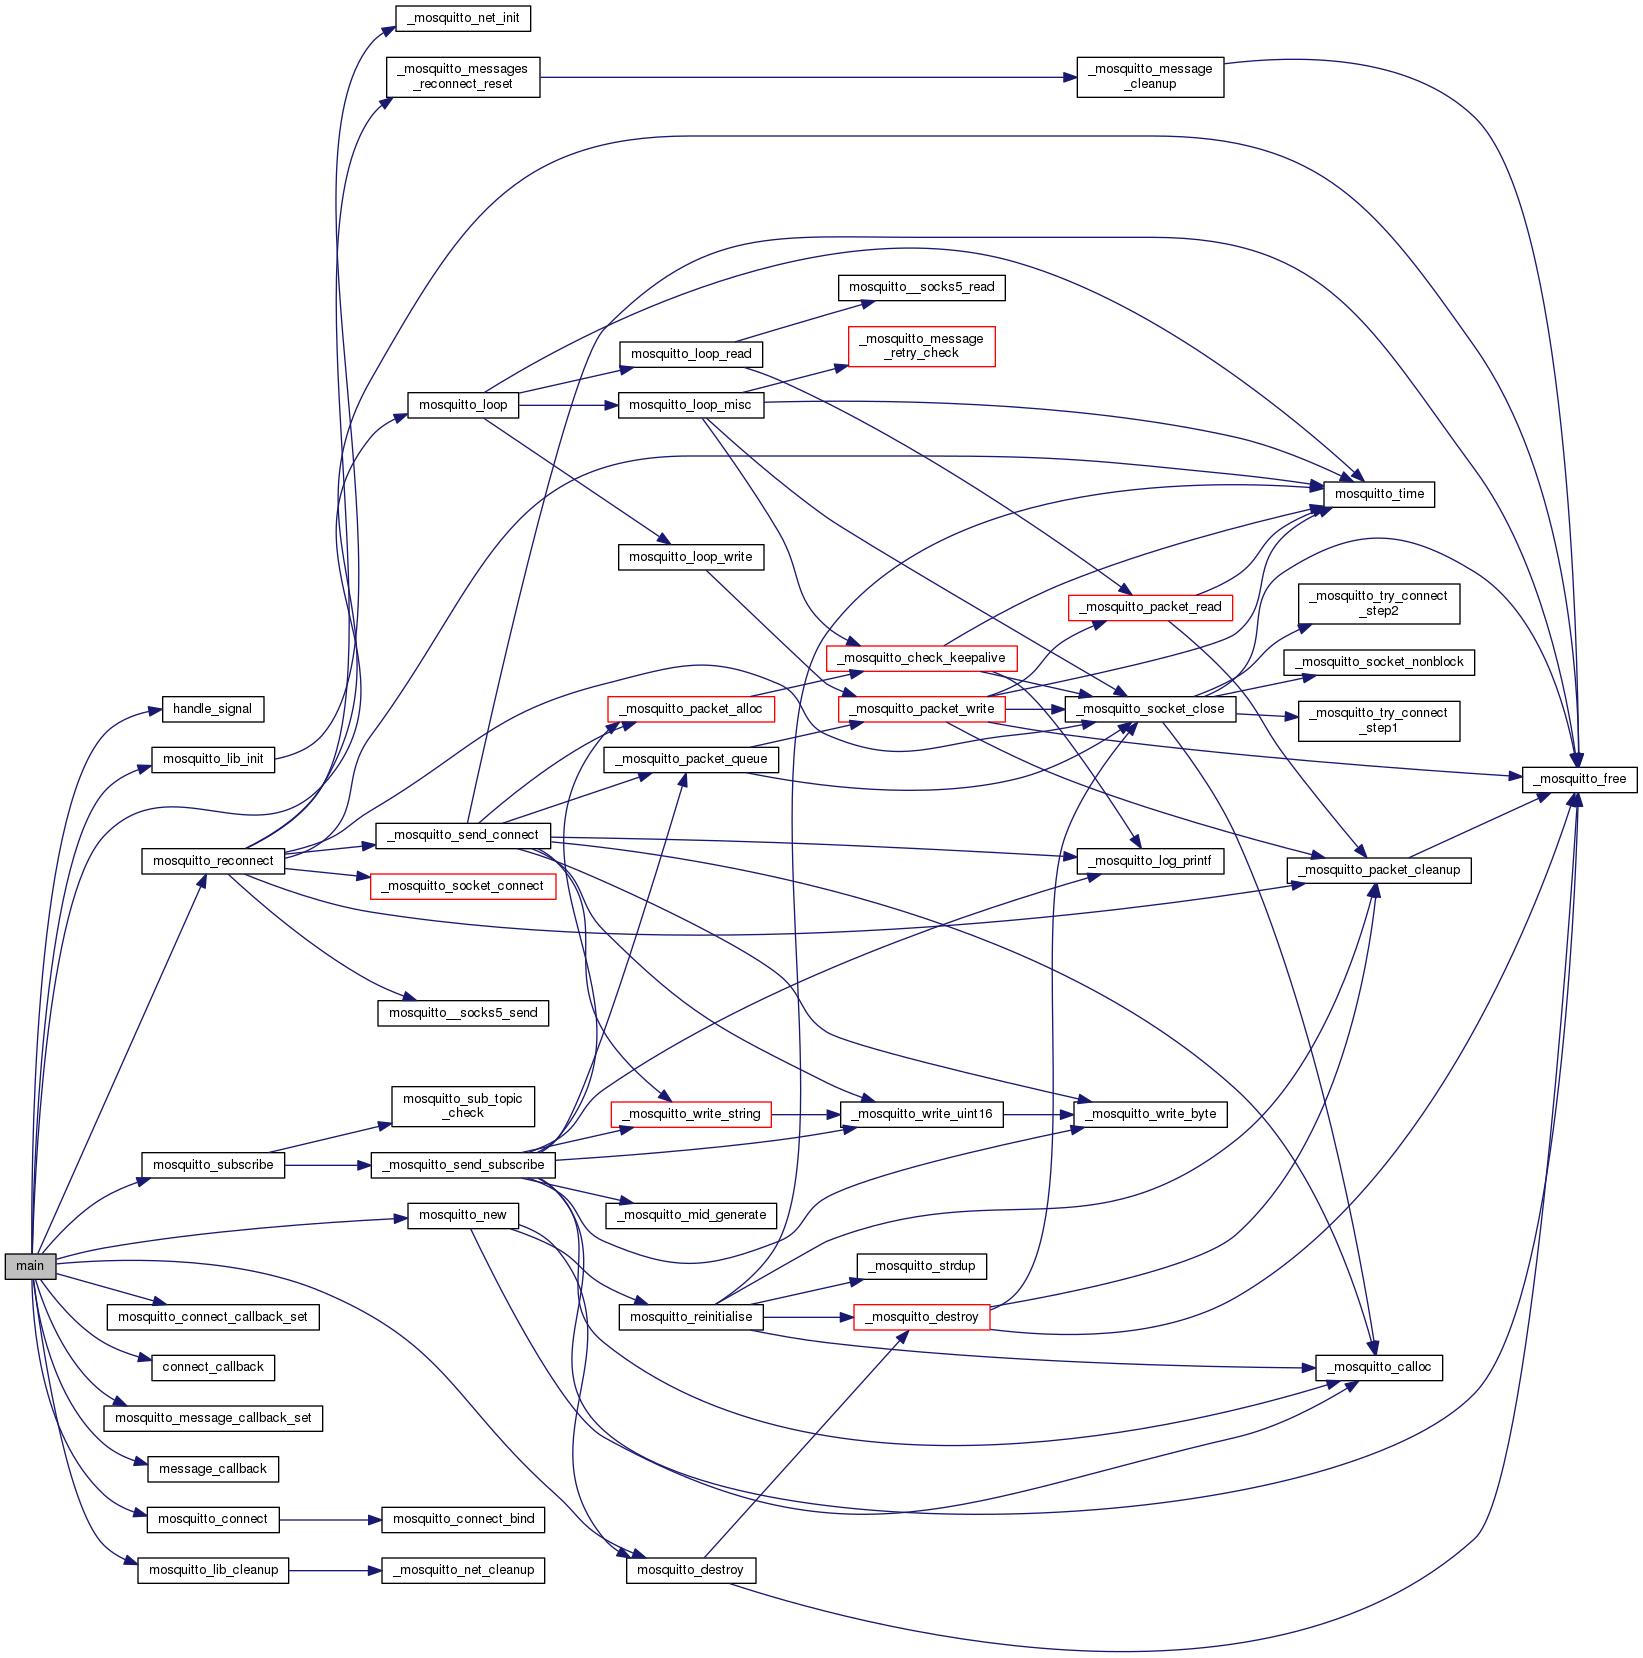 _mosquitto_net_init
_mosquitto_messages
_reconnect_reset
_mosquitto_message
_cleanup
mosquitto__socks5_read
_mosquitto_message
_retry_check
mosquitto_loop_read
mosquitto_loop
mosquitto_loop_misc
mosquitto_time
mosquitto_loop_write
_mosquitto_packet_read
_mosquitto_try_connect
_step2
_mosquitto_check_keepalive
_mosquitto_socket_nonblock
handle_signal
_mosquitto_packet_alloc
_mosquitto_packet_write
_mosquitto_socket_close
_mosquitto_try_connect
_step1
mosquitto_lib_init
_mosquitto_packet_queue
_mosquitto_free
_mosquitto_send_connect
mosquitto_reconnect
_mosquitto_log_printf
_mosquitto_packet_cleanup
_mosquitto_socket_connect
mosquitto__socks5_send
mosquitto_sub_topic
_check
_mosquitto_write_string
_mosquitto_write_uint16
_mosquitto_write_byte
mosquitto_subscribe
_mosquitto_send_subscribe
mosquitto_new
_mosquitto_mid_generate
main
_mosquitto_strdup
mosquitto_connect_callback_set
mosquitto_reinitialise
_mosquitto_destroy
connect_callback
_mosquitto_calloc
mosquitto_message_callback_set
message_callback
mosquitto_connect
mosquitto_connect_bind
mosquitto_lib_cleanup
_mosquitto_net_cleanup
mosquitto_destroy